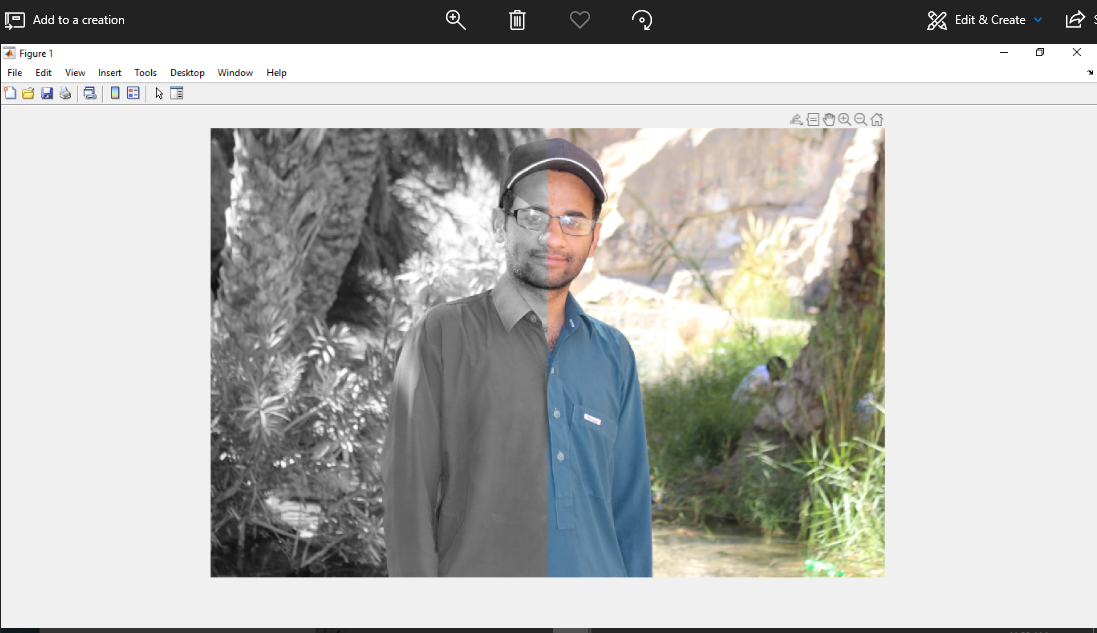 Add to a creation
Edit & Create
Figure 1
File Edit View Insert Tools Desktop Window Help